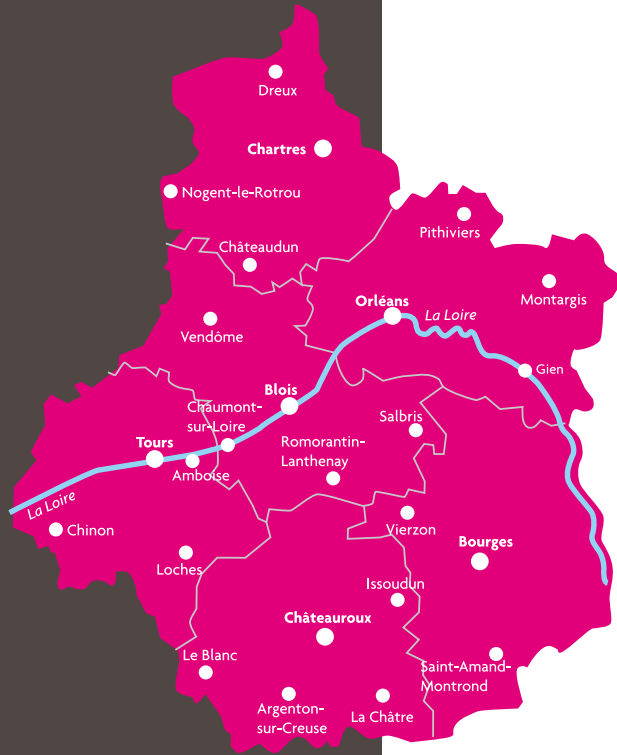 Dreux
Chartres
Nogent-le-Rotrou
Pithiviers
Châteaudun
Montargis
Orléans
La Loire
Vendôme
Gien
Blois
Chaumont-
sur-Loire
Salbris
Tours
Romorantin-
Lanthenay
Amboise
La Loire
Chinon
Vierzon
Bourges
Loches
Issoudun
Châteauroux
Le Blanc
Saint-Amand-
Montrond
Argenton-
sur-Creuse
La Châtre